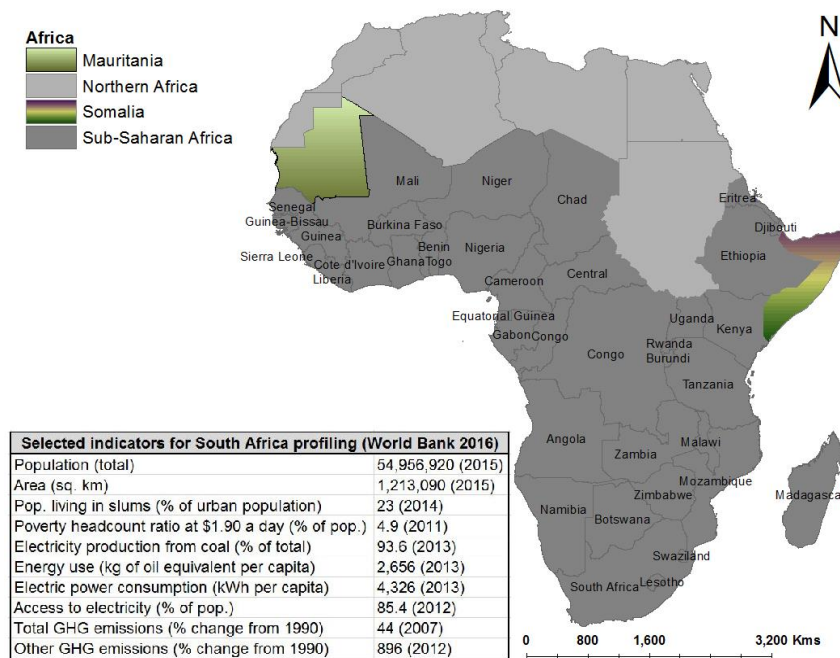 Africa
Mauritania
Northern Africa
Somalia
Sub-Saharan Africa
N
Mali
Niger
Chad
Eritrea
Senegal
Guinea-Bissau
Burkina Faso
Djibouti
Guinea
Benin
Nigeria
Ethiopia
Sierra Leone
Cote d'Ivoire
Ghana
Togo
Liberia
Cameroon
Central
Equatorial Guinea
Uganda
Gabon
Congo
Kenya
Congo
Rwanda
Burundi
Tanzania
Angola
Malawi
Zambia
Mozambique
Zimbabwe
Madagasca
Namibia
Botswana
Swaziland
South Africa
Lesotho
Selected indicators for South Africa profiling (World Bank 2016)
Population (total) 54,956,920 (2015)
Area (sq. km) 1,213,090 (2015)
Pop. living in slums (% of urban population) 23 (2014)
Poverty headcount ratio at $1.90 a day (% of pop.) 4.9 (2011)
Electricity production from coal (% of total) 93.6 (2013)
Energy use (kg of oil equivalent per capita) 2,656 (2013)
Electric power consumption (kWh per capita) 4,326 (2013)
Access to electricity (% of pop.) 85.4 (2012)
Total GHG emissions (% change from 1990) 44 (2007)
Other GHG emissions (% change from 1990) 896 (2012)
0 800 1,600 3,200 Kms